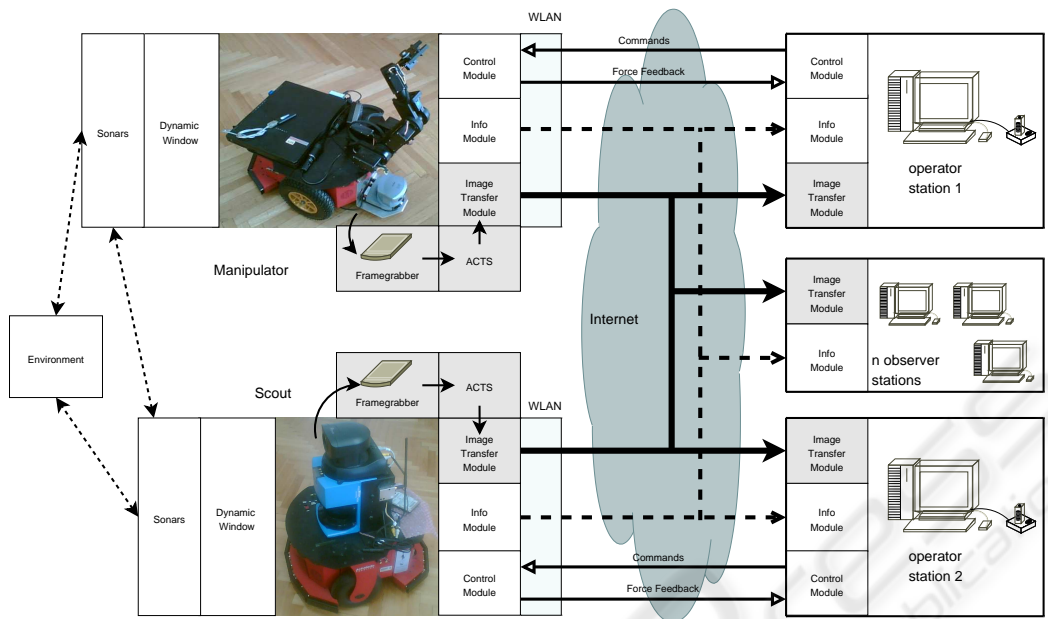 WLAN
Commands
Force Feedback
Control
Module
Control
Module
Sonars
Dynamic
Window
Info
Module
Info
Module
operator
station 1
Image
Transfer
Module
Image
Transfer
Module
Manipulator
Framegrabber
ACTS
Internet
Image
Transfer
Module
Environment
Info
Module
n observer
stations
Scout
Framegrabber
ACTS
WLAN
Image
Transfer
Module
Image
Transfer
Module
Sonars
Dynamic
Window
Info
Module
Info
Module
operator
station 2
Commands
Force Feedback
Control
Module
Control
Module